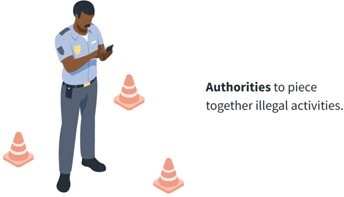 Authorities to piece
together illegal activities.